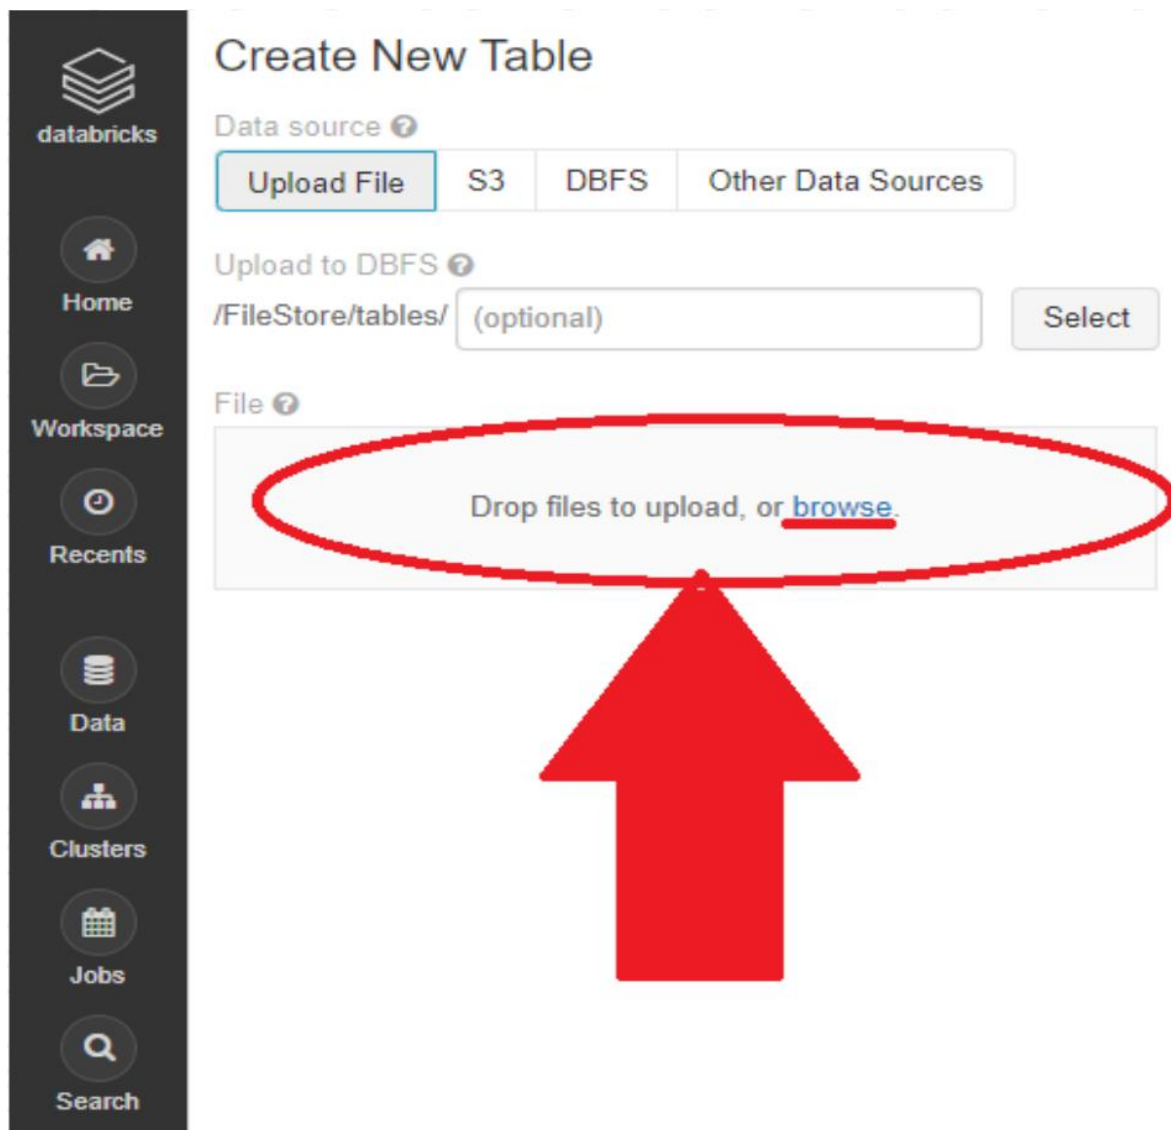 databricks
Home
Workspace
Recents
Data
Clusters
Jobs
Search
Create New Table
Data source
Upload File S3 DBFS Other Data Sources
Upload to DBFS
/FileStore/tables/ (optional) Select
File
Drop files to upload, or browse.